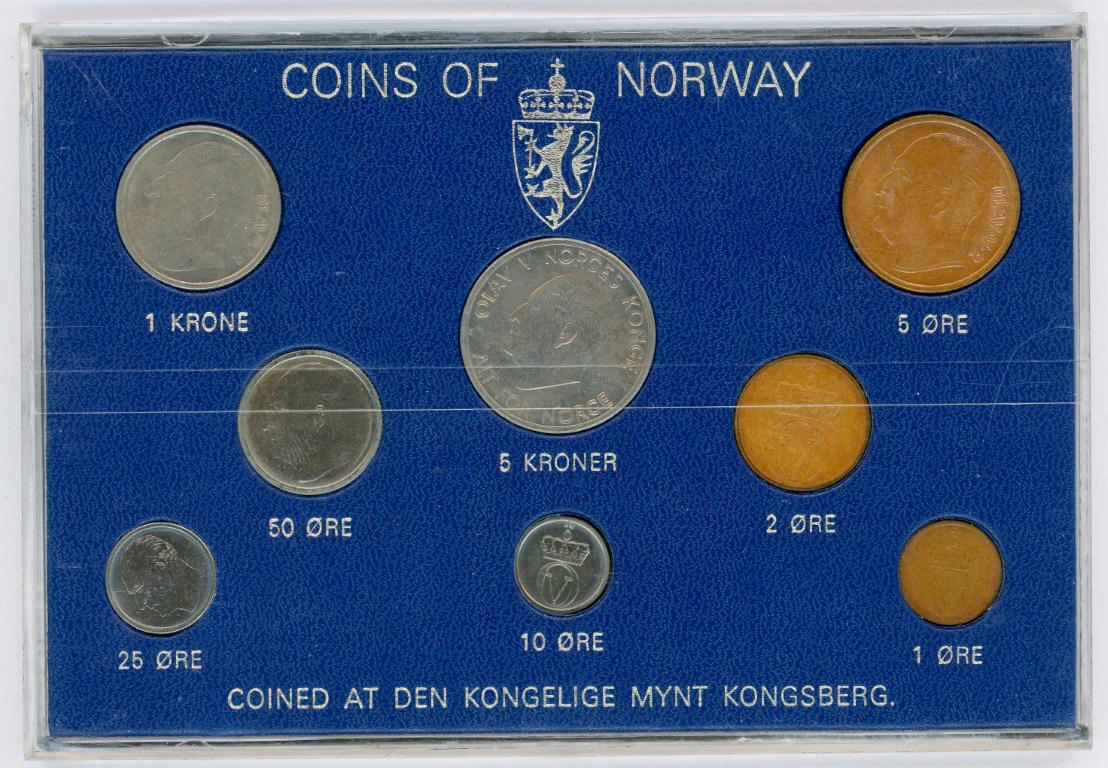 COINS OF NORWAY
1 KRONE
5 ØRE
OLAV V NORGES KONGE
NORGE
5 KRONER
50 ØRE
2 ØRE
25 ØRE
10 ØRE
1 ØRE
COINED AT DEN KONGELIGE MYNT KONGSBERG.